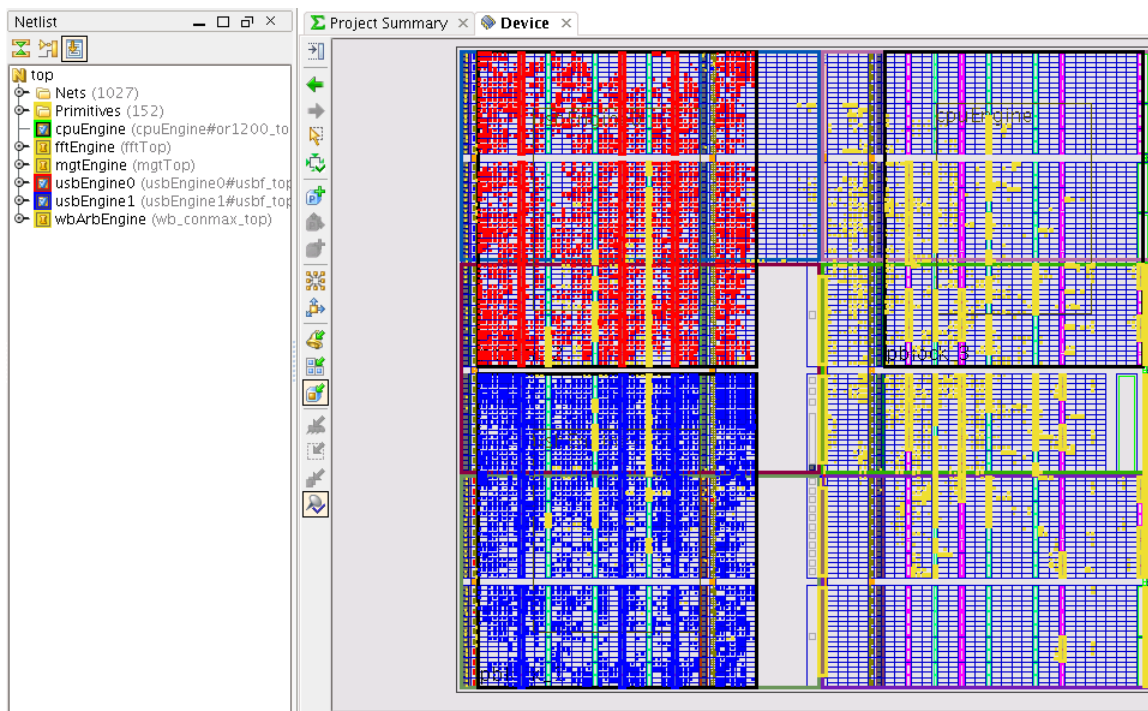 Netlist
Project Summary
Device
top
Nets (1027)
Primitives (152)
cpuEngine (cpuEngine#or1200_to
fftEngine (fftTop)
mgtEngine (mgtTop)
usbEngine0 (usbEngine0#usbf_top
usbEngine1 (usbEngine1#usbf_top
wbArbEngine (wb_conmax_top)
cpuEngine
pblock_3